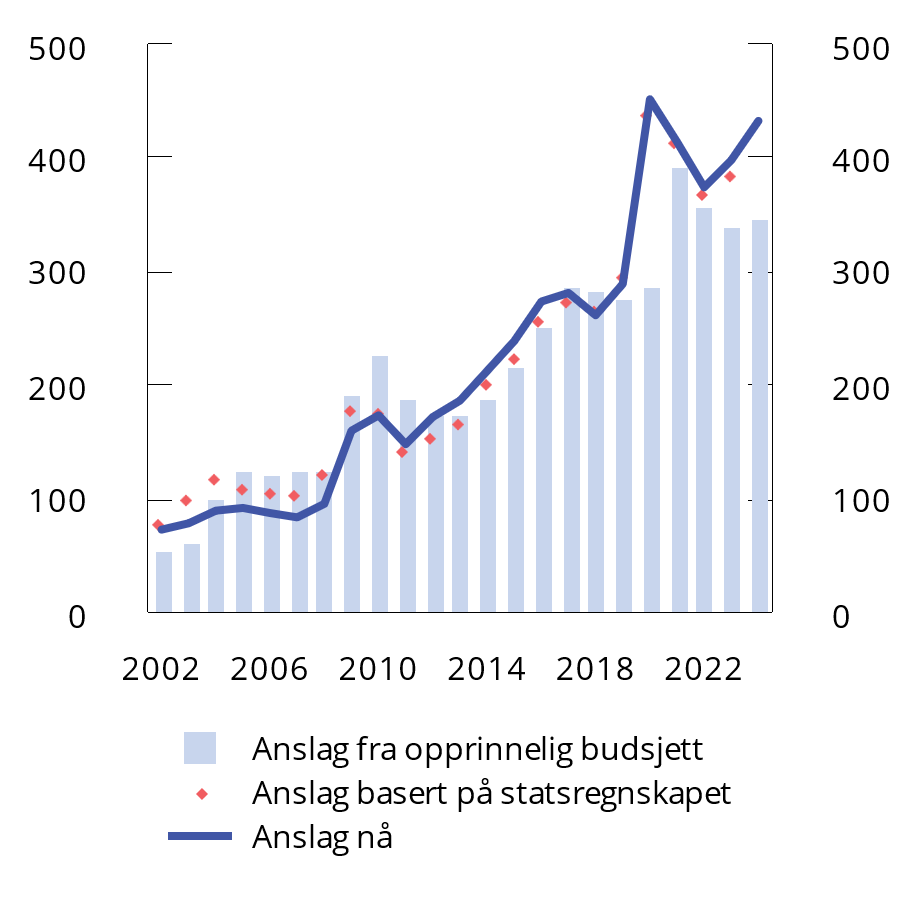 500 500
400 400
300 300
200 200
100 100
0 0
2002 2006 2010 2014 2018 2022
Anslag fra opprinnelig budsjett
Anslag basert på statsregnskapet
Anslag nå